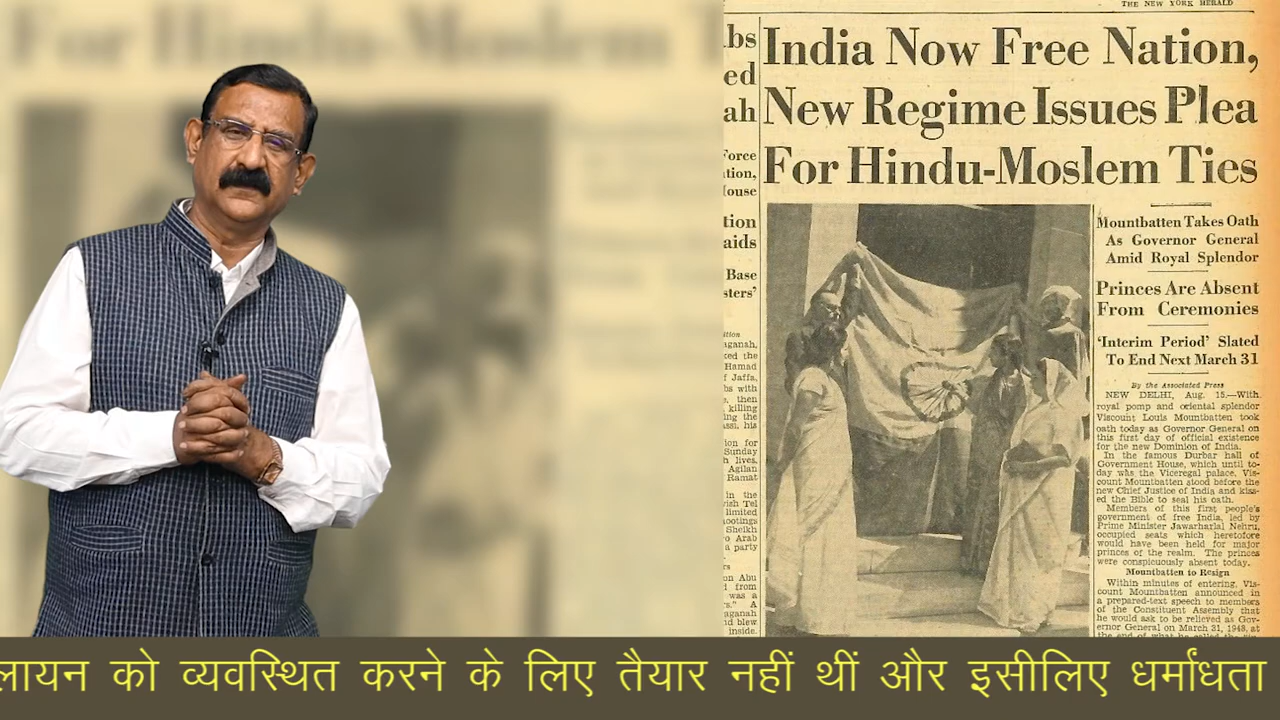 THE NEW YORK HERALD
India Now Free Nation,
New Regime Issues Plea
For Hindu-Moslem Ties
Mountbatten Takes Oath
As Governor General
Amid Royal Splendor
Princes Are Absent
From Ceremonies
'Interim Period' Slated
To End Next March 31
By the Associated Press
NEW DELHI, Aug. 15.—With
royal pomp and oriental splendor
Viscount Louis Mountbatten took
oath today as Governor General on
this first day of official existence
for the new Dominion of India.
In the famous Durbar hall of
Government House, which until to-
day was the Viceregal palace, Vis-
count Mountbatten stood before the
new Chief Justice of India and kiss-
ed the Bible to seal his oath.
Members of this first people's
government of free India, led by
Prime Minister Jawarharlal Nehru,
occupied seats which heretofore
would have been held for major
princes of the realm. The princes
were conspicuously absent today.
Mountbatten to Resign
Within minutes of entering, Vis-
count Mountbatten announced in
a prepared-text speech to members
of the Constituent Assembly that
he would ask to be relieved as Gov-
ernor General on March 31, 1948, at
लायन को व्यवस्थित करने के लिए तैयार नहीं थीं और इसीलिए धर्मांधता